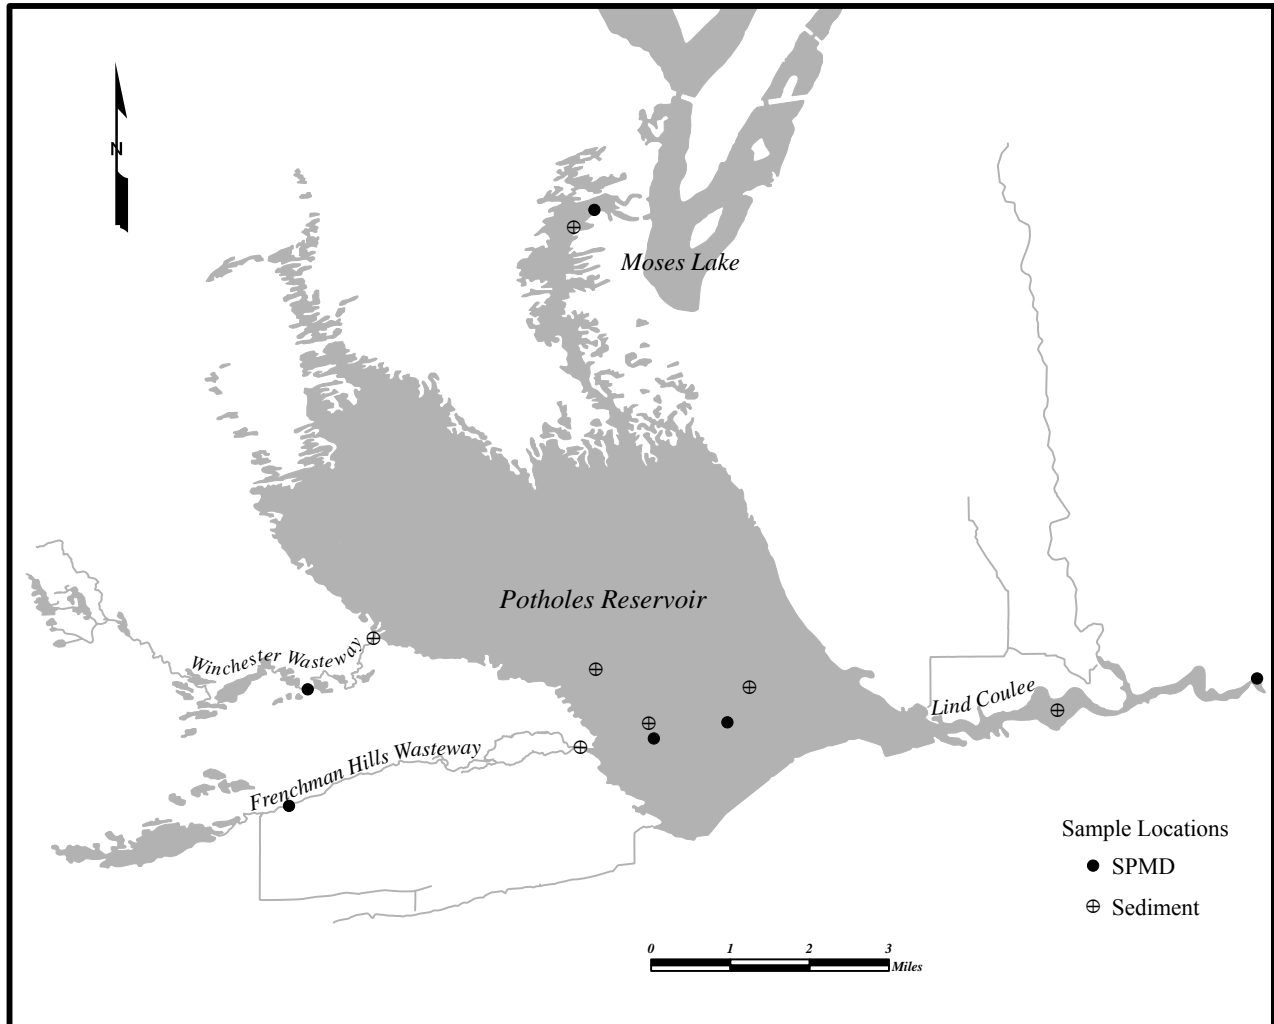 N
Moses Lake
Potholes Reservoir
Winchester Wasteway
Lind Coulee
Frenchman Hills Wasteway
Sample Locations
SPMD
Sediment
0 1 2 3
Miles